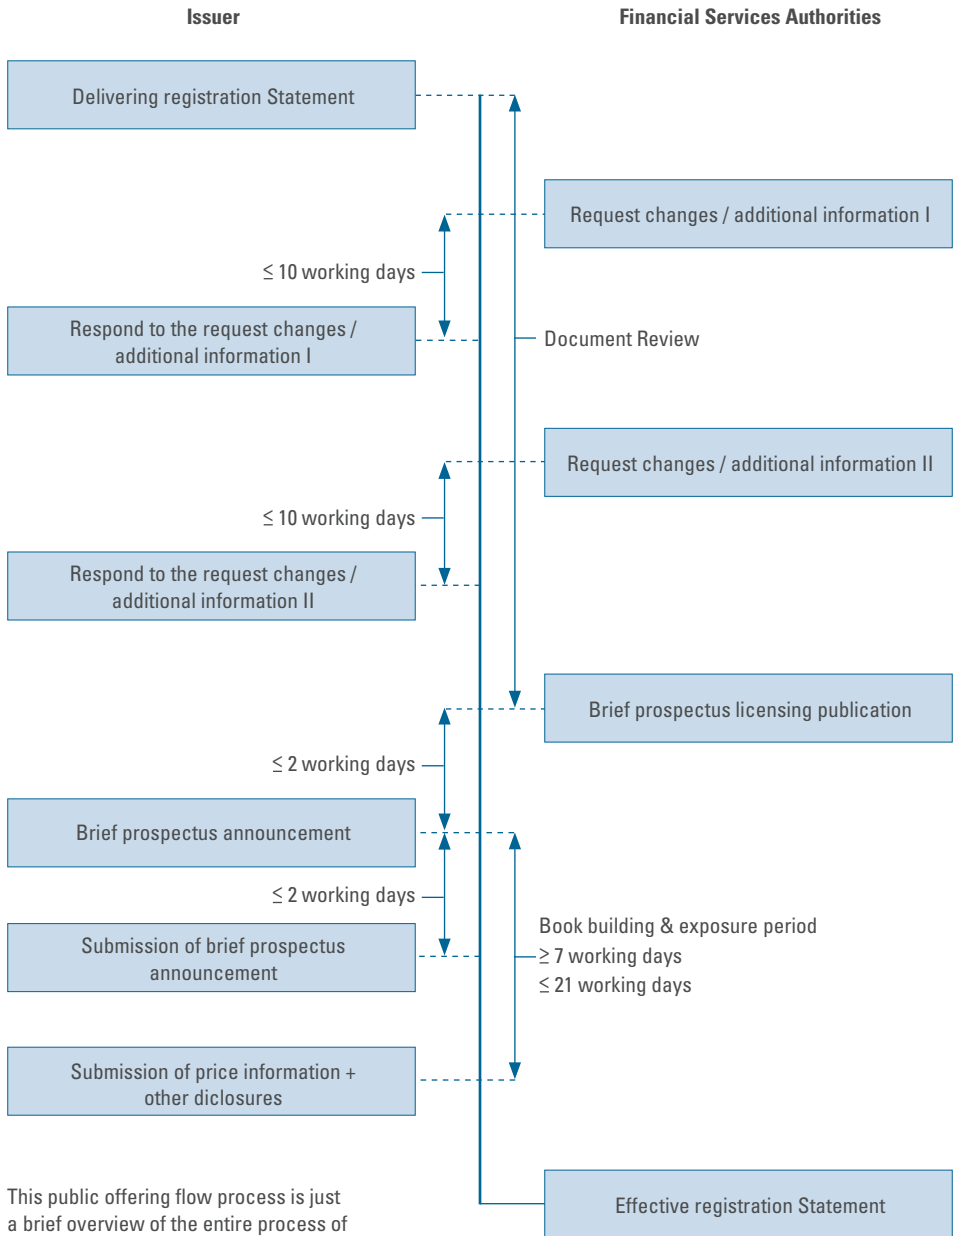 Issuer
Financial Services Authorities
Delivering registration Statement
Request changes / additional information I
≤ 10 working days
Respond to the request changes /
additional information I
Document Review
Request changes / additional information II
≤ 10 working days
Respond to the request changes /
additional information II
Brief prospectus licensing publication
≤ 2 working days
Brief prospectus announcement
≤ 2 working days
Submission of brief prospectus
announcement
Book building & exposure period
≥ 7 working days
≤ 21 working days
Submission of price information +
other diclosures
Effective registration Statement
This public offering flow process is just
a brief overview of the entire process of